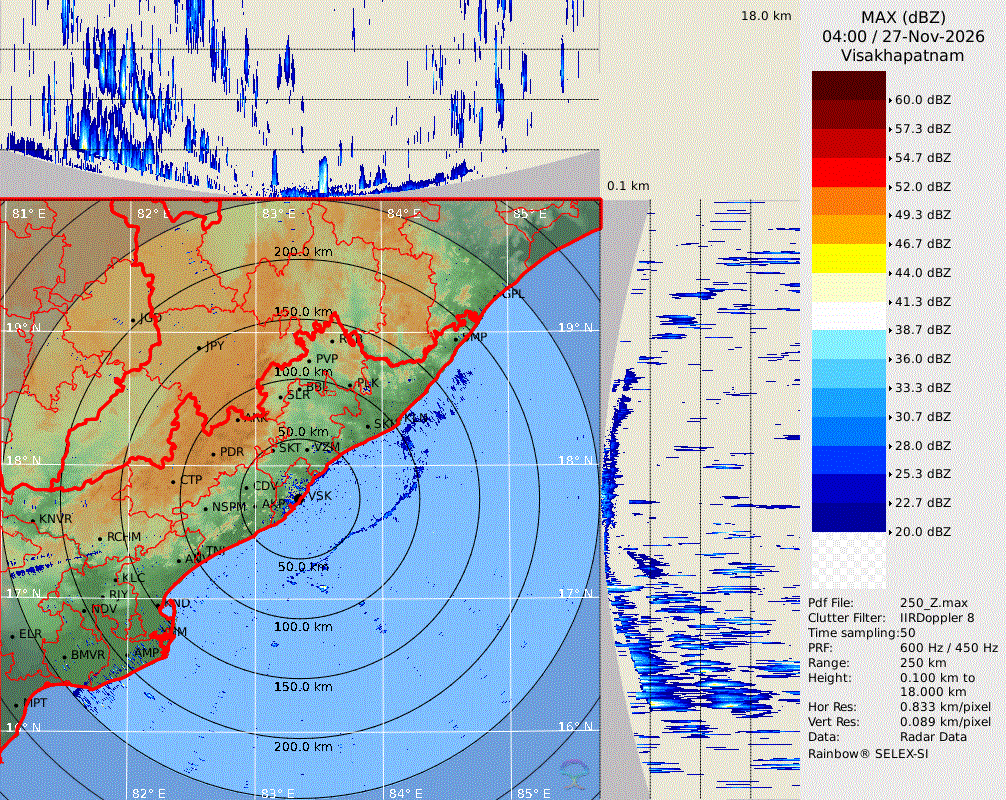 18.0 km
MAX (dBZ)
04:00 / 27-Nov-2026
Visakhapatnam
60.0 dBZ
57.3 dBZ
54.7 dBZ
52.0 dBZ
49.3 dBZ
46.7 dBZ
44.0 dBZ
41.3 dBZ
38.7 dBZ
36.0 dBZ
33.3 dBZ
30.7 dBZ
28.0 dBZ
25.3 dBZ
22.7 dBZ
20.0 dBZ
0.1 km
81° E
82° E
83° E
84° E
85° E
200.0 km
GPL
150.0 km
JGD
19° N
19° N
JPY
SMP
PVP
100.0 km
BBL
PLK
SLR
ARK
SKL
KLN
50.0 km
SKT
VZM
PDR
18° N
18° N
CTP
CDV
VSK
NSPM
AKP
KNVR
RCHM
TNI
ANV
50.0 km
KLC
RJY
17° N
17° N
NDV
KND
100.0 km
ELR
BMVR
AMP
150.0 km
MPT
16° N
16° N
200.0 km
82° E
83° E
84° E
85° E
Pdf File: 250_Z.max
Clutter Filter: IIRDoppler 8
Time sampling:50
PRF: 600 Hz / 450 Hz
Range: 250 km
Height: 0.100 km to
18.000 km
Hor Res: 0.833 km/pixel
Vert Res: 0.089 km/pixel
Data: Radar Data
Rainbow® SELEX-SI